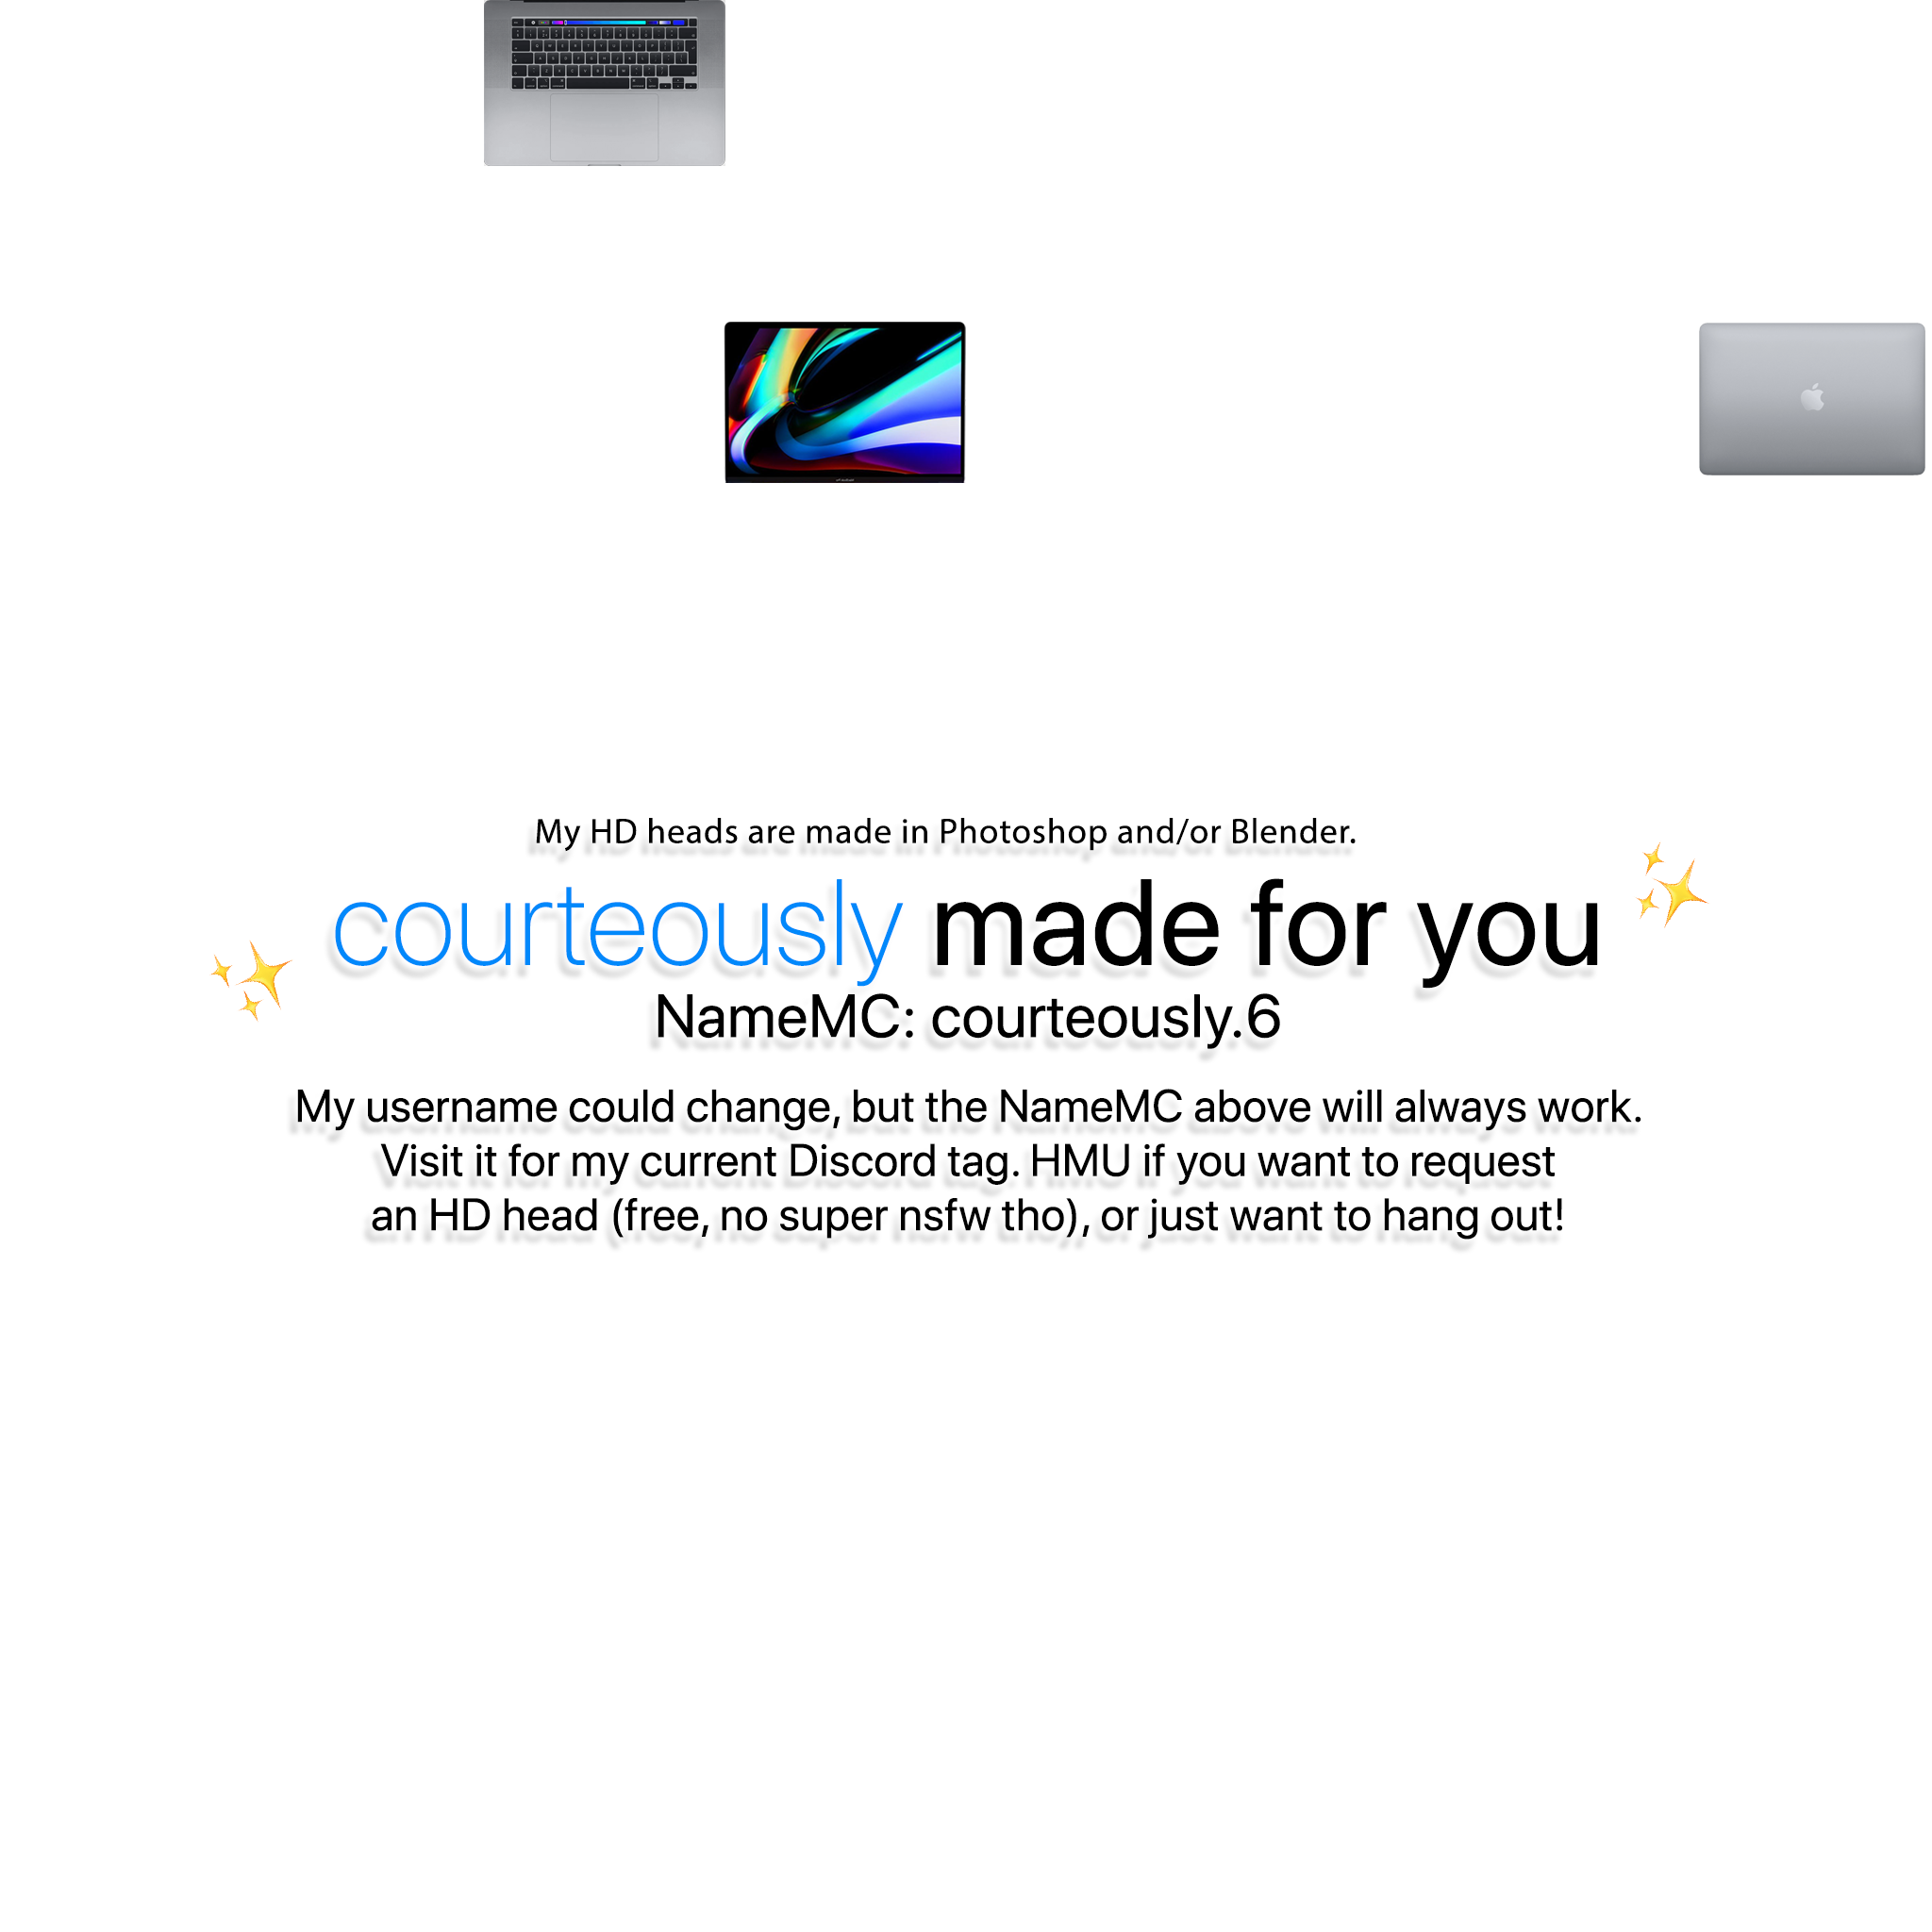 My HD heads are made in Photoshop and/or Blender.
courteously made for you
NameMC: courteously.6
My username could change, but the NameMC above will always work.
Visit it for my current Discord tag. HMU if you want to request
an HD head (free, no super nsfw tho), or just want to hang out!